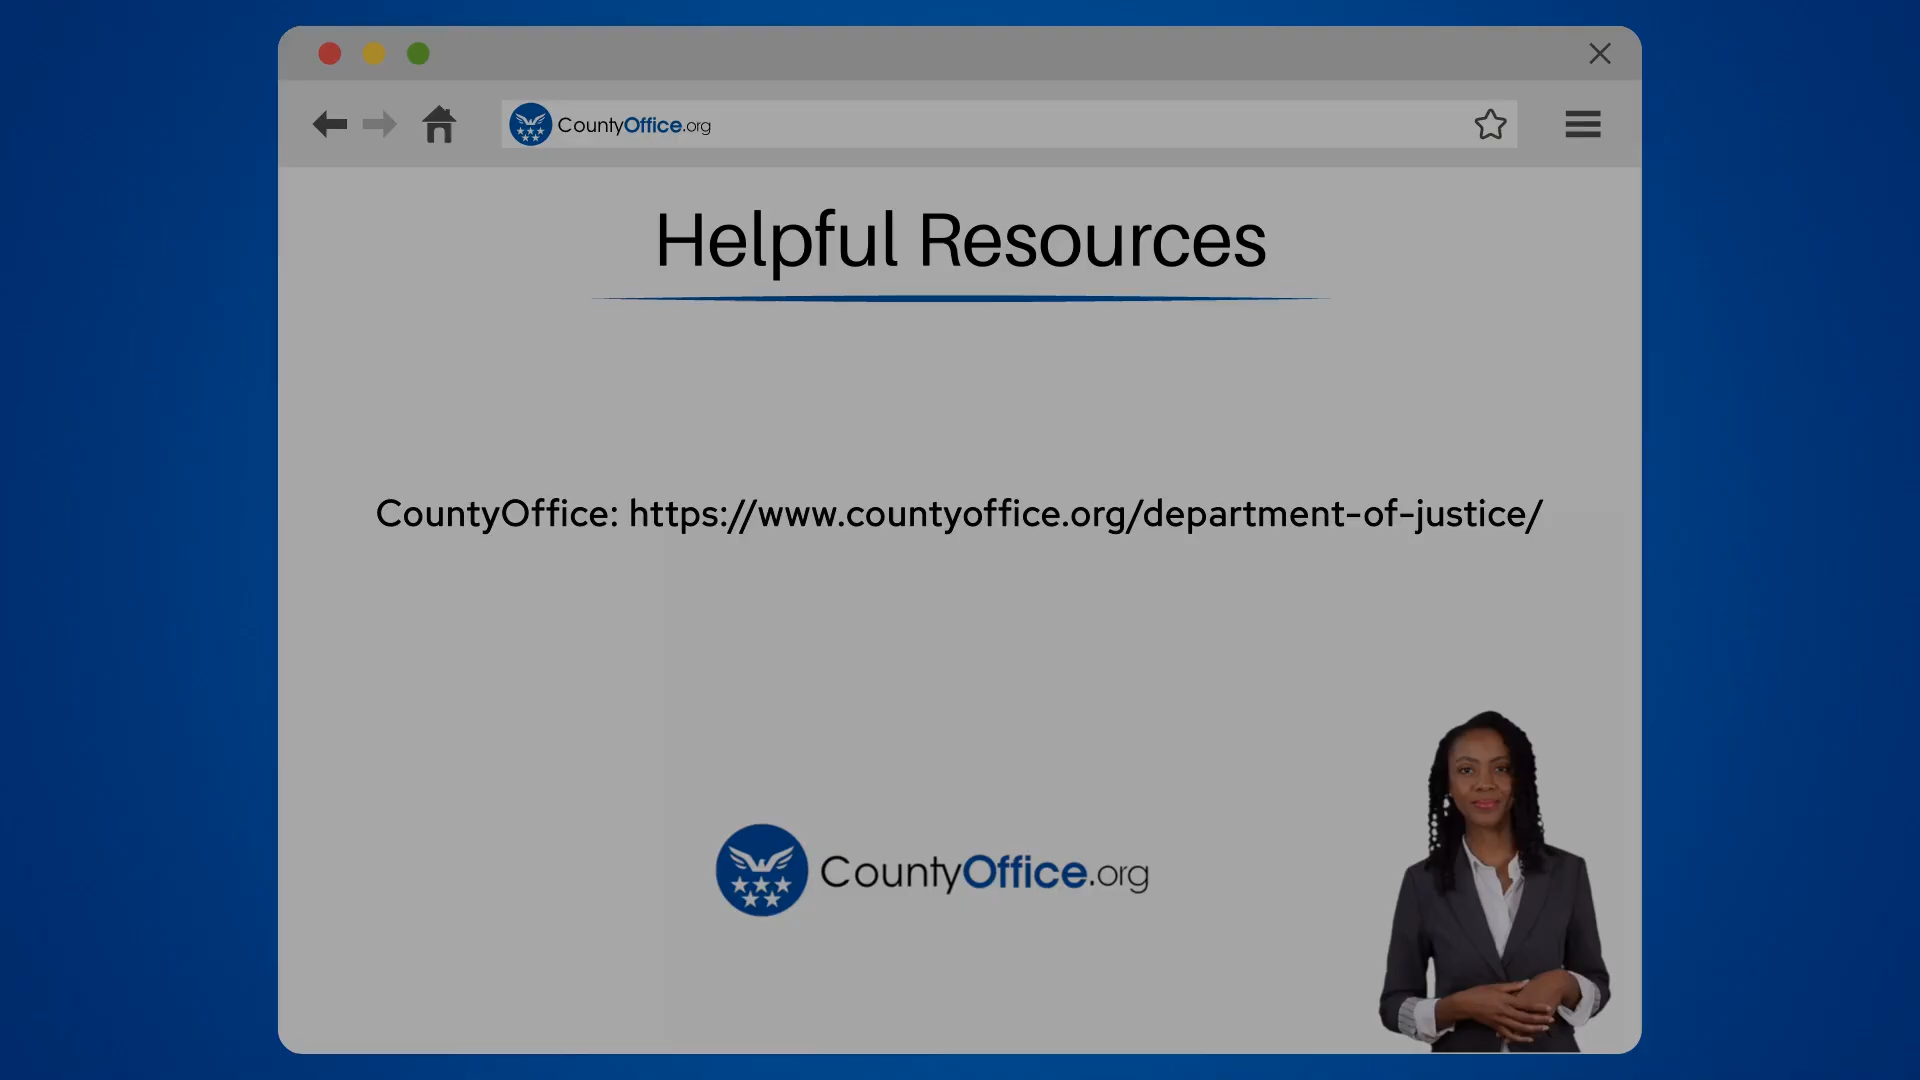 CountyOffice.org
Helpful Resources
CountyOffice: https://www.countyoffice.org/department-of-justice/
CountyOffice.org